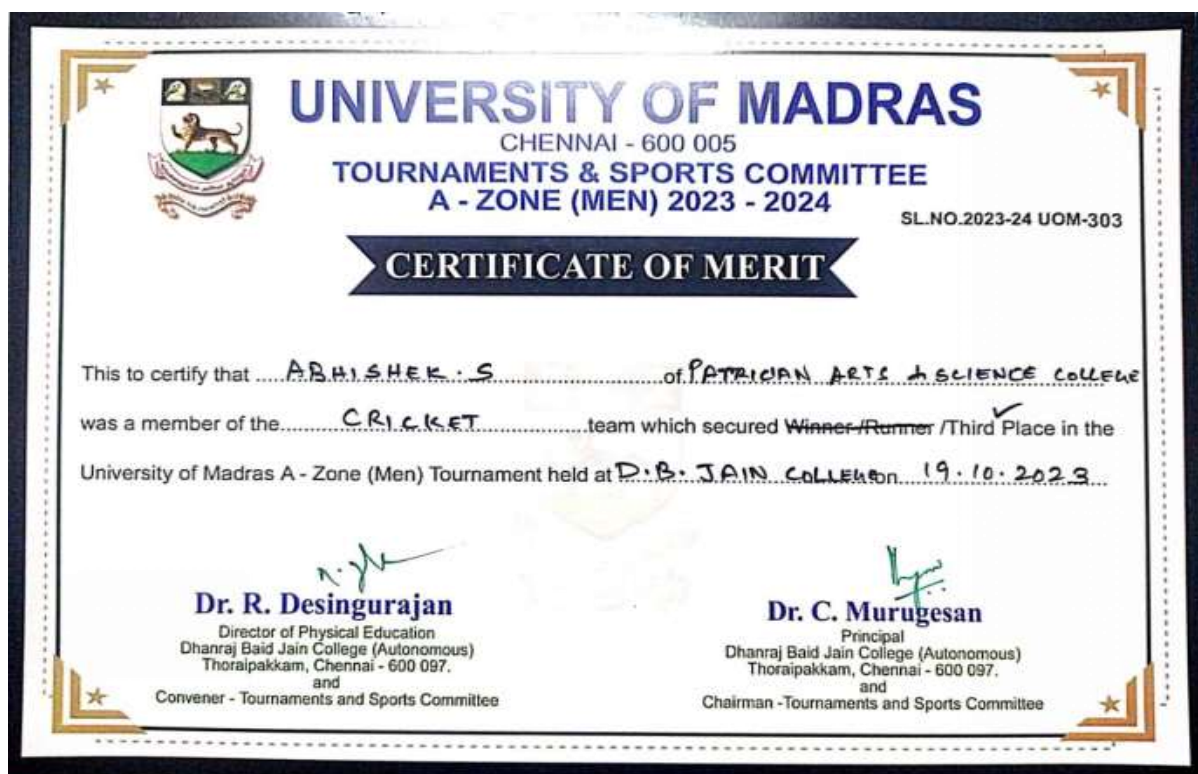 UNIVERSITY OF MADRAS
CHENNAI - 600 005
TOURNAMENTS & SPORTS COMMITTEE
A - ZONE (MEN) 2023 - 2024
SL.NO.2023-24 UOM-303
CERTIFICATE OF MERIT
This to certify that ABHISHEK . S of PATRICIAN ARTS & SCIENCE COLLEGE
was a member of the CRICKET team which secured Winner /Runner /Third Place in the
University of Madras A - Zone (Men) Tournament held at D.B. JAIN COLLEGE on 19.10.2023
Dr. R. Desingurajan
Director of Physical Education
Dhanraj Baid Jain College (Autonomous)
Thoraipakkam, Chennai - 600 097.
and
Convener - Tournaments and Sports Committee
Dr. C. Murugesan
Principal
Dhanraj Baid Jain College (Autonomous)
Thoraipakkam, Chennai - 600 097.
and
Chairman -Tournaments and Sports Committee